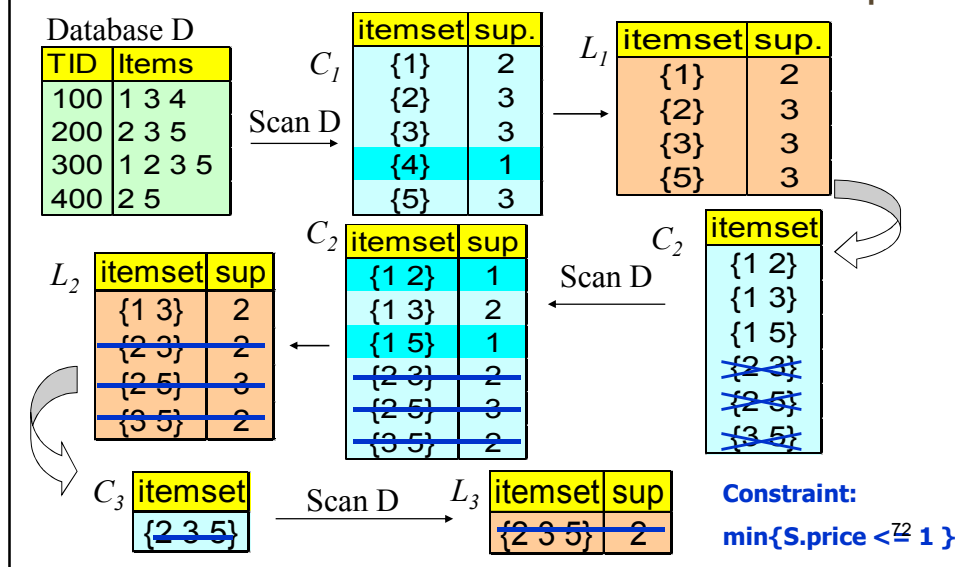 Database D
TID Items
100 1 3 4
200 2 3 5
300 1 2 3 5
400 2 5
Scan D
C1
itemset sup.
{1} 2
{2} 3
{3} 3
{4} 1
{5} 3
L1
itemset sup.
{1} 2
{2} 3
{3} 3
{5} 3
C2
itemset
{1 2}
{1 3}
{1 5}
{2 3}
{2 5}
{3 5}
Scan D
C2
itemset sup
{1 2} 1
{1 3} 2
{1 5} 1
{2 3} 2
{2 5} 3
{3 5} 2
L2
itemset sup
{1 3} 2
{2 3} 2
{2 5} 3
{3 5} 2
C3
itemset
{2 3 5}
Scan D
L3
itemset sup
{2 3 5} 2
Constraint:
min{S.price <= 1 }
72